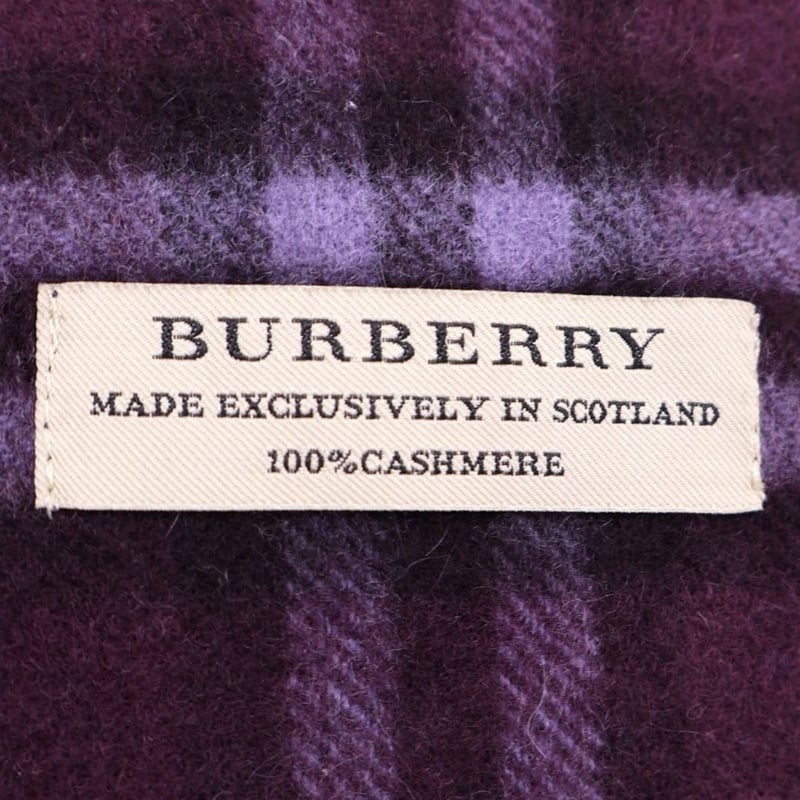 BURBERRY
MADE EXCLUSIVELY IN SCOTLAND
100%CASHMERE